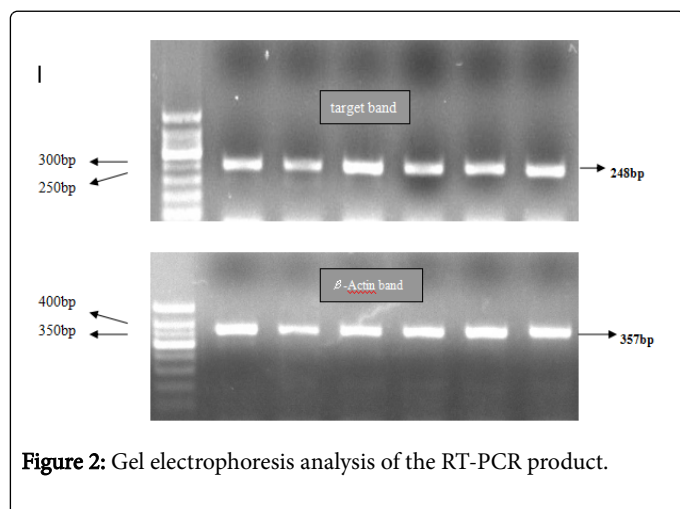 I
target band
300bp
250bp
248bp
β-Actin band
400bp
350bp
357bp
Figure 2: Gel electrophoresis analysis of the RT-PCR product.